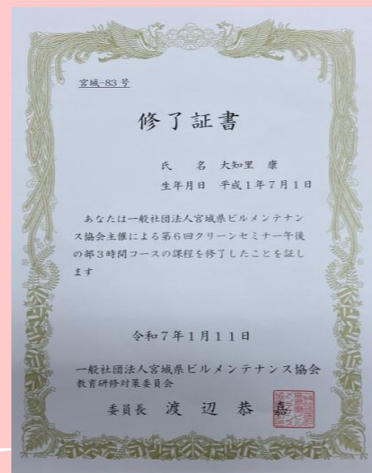 宮城-83号
修了証書
氏 名 大知里 康
生年月日 平成1年7月1日
あなたは一般社団法人宮城県ビルメンテナン
ス協会主催による第6回クリーンセミナー午後
の部3時間コースの課程を修了したことを証し
ます
令和7年1月11日
一般社団法人宮城県ビルメンテナンス協会
教育研修対策委員会
委員長 渡辺恭嘉